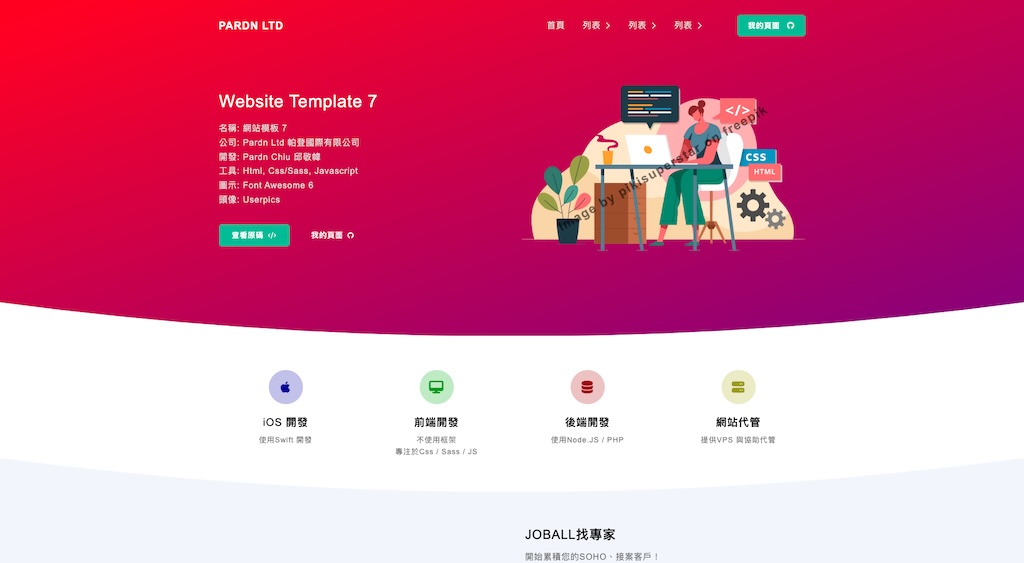 PARDN LTD
首頁 列表 列表 列表 我的頁面
Website Template 7
名稱: 網站模板 7
公司: Pardn Ltd 帕登國際有限公司
開發: Pardn Chiu 邱敬幃
工具: Html, Css/Sass, Javascript
圖示: Font Awesome 6
頭像: Userpics
查看原碼 </> 我的頁面
</>
CSS
HTML
Image by pikisuperstar on freepik
iOS 開發
使用Swift 開發
前端開發
不使用框架
專注於Css / Sass / JS
後端開發
使用Node.JS / PHP
網站代管
提供VPS 與協助代管
JOBALL找專家
開始累積您的SOHO、接案客戶！